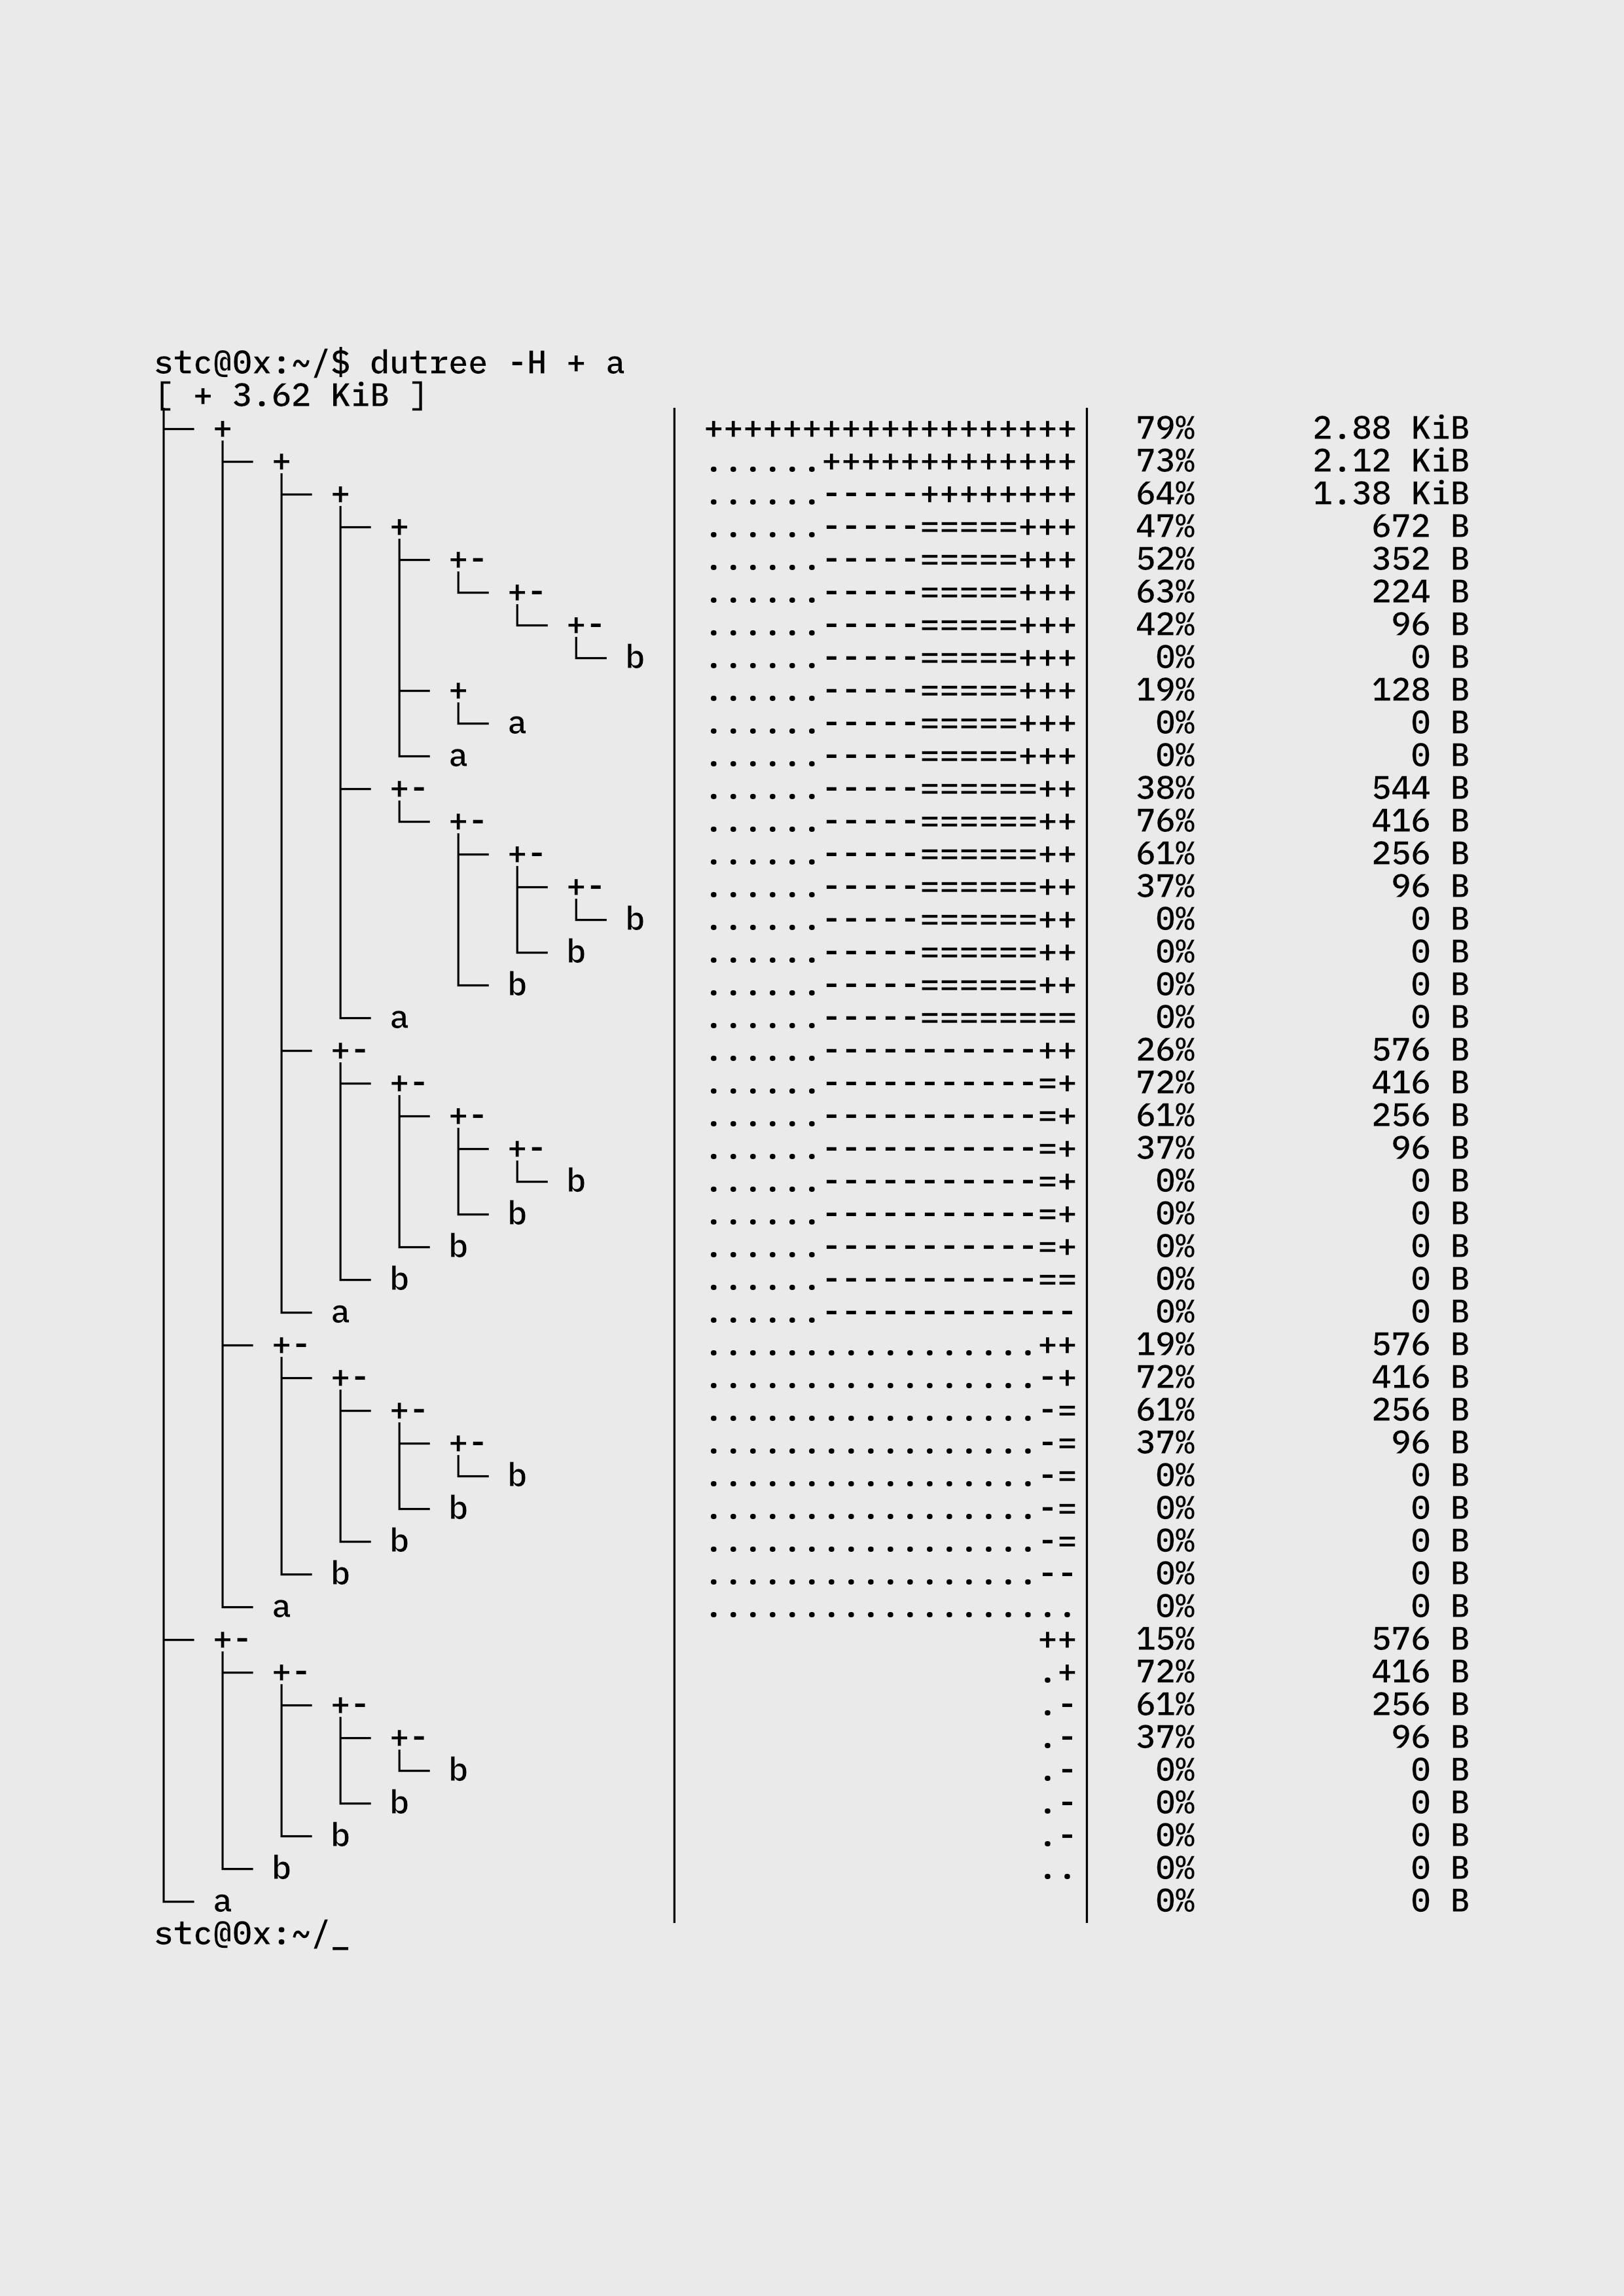 stc@0x:~/$ dutree -H + a
[ + 3.62 KiB ]
├─ +                      │ +++++++++++++++++++ │  79%      2.88 KiB
│  ├─ +                   │ ......+++++++++++++ │  73%      2.12 KiB
│  │  ├─ +                │ ......-----++++++++ │  64%      1.38 KiB
│  │  │  ├─ +             │ ......-----=====+++ │  47%         672 B
│  │  │  │  ├─ +-         │ ......-----=====+++ │  52%         352 B
│  │  │  │  │  └─ +-      │ ......-----=====+++ │  63%         224 B
│  │  │  │  │     └─ +-   │ ......-----=====+++ │  42%          96 B
│  │  │  │  │        └─ b │ ......-----=====+++ │   0%           0 B
│  │  │  │  ├─ +          │ ......-----=====+++ │  19%         128 B
│  │  │  │  │  └─ a       │ ......-----=====+++ │   0%           0 B
│  │  │  │  └─ a          │ ......-----=====+++ │   0%           0 B
│  │  │  ├─ +-            │ ......-----======++ │  38%         544 B
│  │  │  │  └─ +-         │ ......-----======++ │  76%         416 B
│  │  │  │     ├─ +-      │ ......-----======++ │  61%         256 B
│  │  │  │     │  ├─ +-   │ ......-----======++ │  37%          96 B
│  │  │  │     │  │  └─ b │ ......-----======++ │   0%           0 B
│  │  │  │     │  └─ b    │ ......-----======++ │   0%           0 B
│  │  │  │     └─ b       │ ......-----======++ │   0%           0 B
│  │  │  └─ a             │ ......-----======== │   0%           0 B
│  │  ├─ +-               │ ......-----------++ │  26%         576 B
│  │  │  ├─ +-            │ ......-----------=+ │  72%         416 B
│  │  │  │  ├─ +-         │ ......-----------=+ │  61%         256 B
│  │  │  │  │  ├─ +-      │ ......-----------=+ │  37%          96 B
│  │  │  │  │  │  └─ b    │ ......-----------=+ │   0%           0 B
│  │  │  │  │  └─ b       │ ......-----------=+ │   0%           0 B
│  │  │  │  └─ b          │ ......-----------=+ │   0%           0 B
│  │  │  └─ b             │ ......-----------== │   0%           0 B
│  │  └─ a                │ ......------------- │   0%           0 B
│  ├─ +-                  │ .................++ │  19%         576 B
│  │  ├─ +-               │ .................-+ │  72%         416 B
│  │  │  ├─ +-            │ .................-= │  61%         256 B
│  │  │  │  ├─ +-         │ .................-= │  37%          96 B
│  │  │  │  │  └─ b       │ .................-= │   0%           0 B
│  │  │  │  └─ b          │ .................-= │   0%           0 B
│  │  │  └─ b             │ .................-= │   0%           0 B
│  │  └─ b                │ .................-- │   0%           0 B
│  └─ a                   │ ................... │   0%           0 B
├─ +-                     │                  ++ │  15%         576 B
│  ├─ +-                  │                  .+ │  72%         416 B
│  │  ├─ +-               │                  .- │  61%         256 B
│  │  │  ├─ +-            │                  .- │  37%          96 B
│  │  │  │  └─ b          │                  .- │   0%           0 B
│  │  │  └─ b             │                  .- │   0%           0 B
│  │  └─ b                │                  .- │   0%           0 B
│  └─ b                   │                  .. │   0%           0 B
└─ a                      │                     │   0%           0 B
stc@0x:~/_